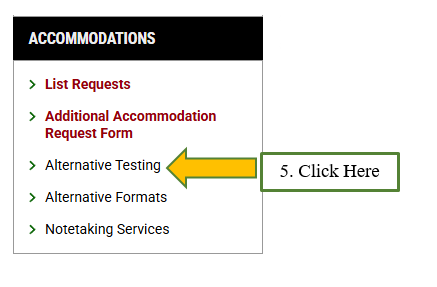 ACCOMMODATIONS
List Requests
Additional Accommodation
Request Form
Alternative Testing
5. Click Here
Alternative Formats
Notetaking Services